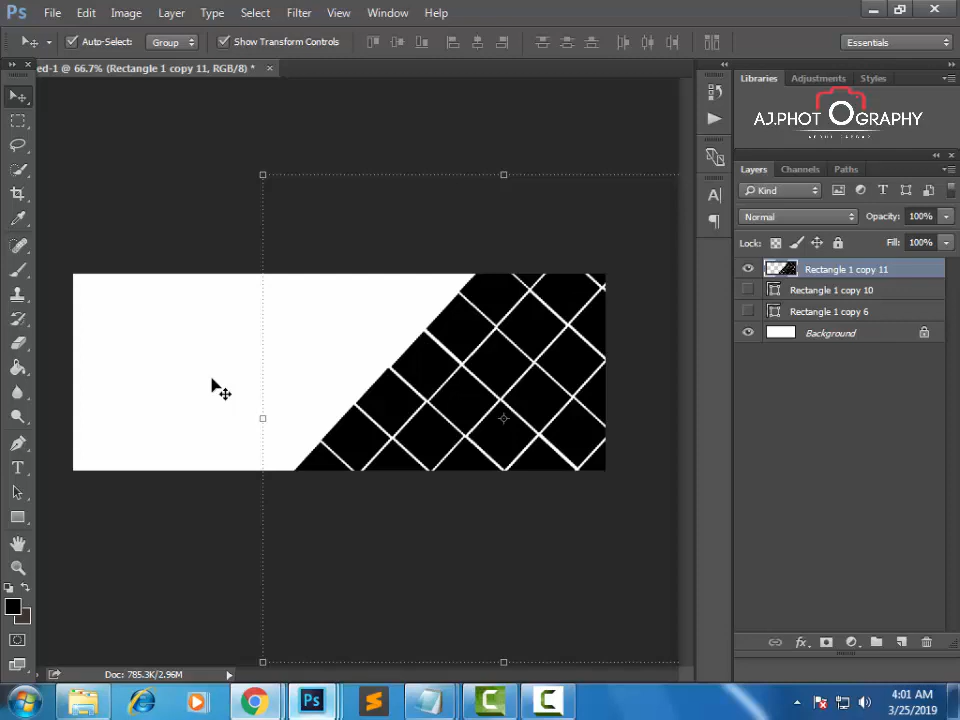 Ps File Edit Image Layer Type Select Filter View Window Help
Auto-Select: Group Show Transform Controls Essentials
ed-1 @ 66.7% (Rectangle 1 copy 11, RGB/8) * ×
Libraries Adjustments Styles
AJ.PHOTOGRAPHY
Layers Channels Paths
Kind
Normal Opacity: 100%
Lock: Fill: 100%
Rectangle 1 copy 11
Rectangle 1 copy 10
Rectangle 1 copy 6
Background
Doc: 785.3K/2.96M
4:01 AM
3/25/2019